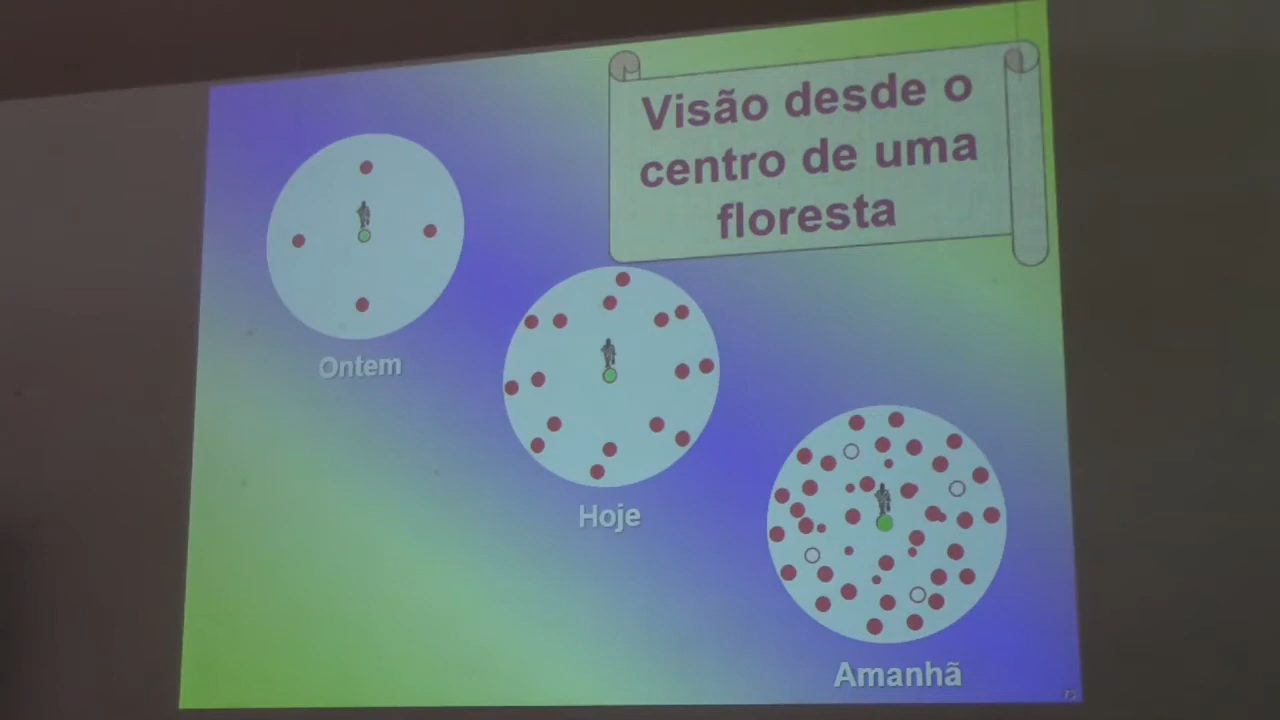 Visão desde o
centro de uma
floresta
Ontem
Hoje
Amanhã